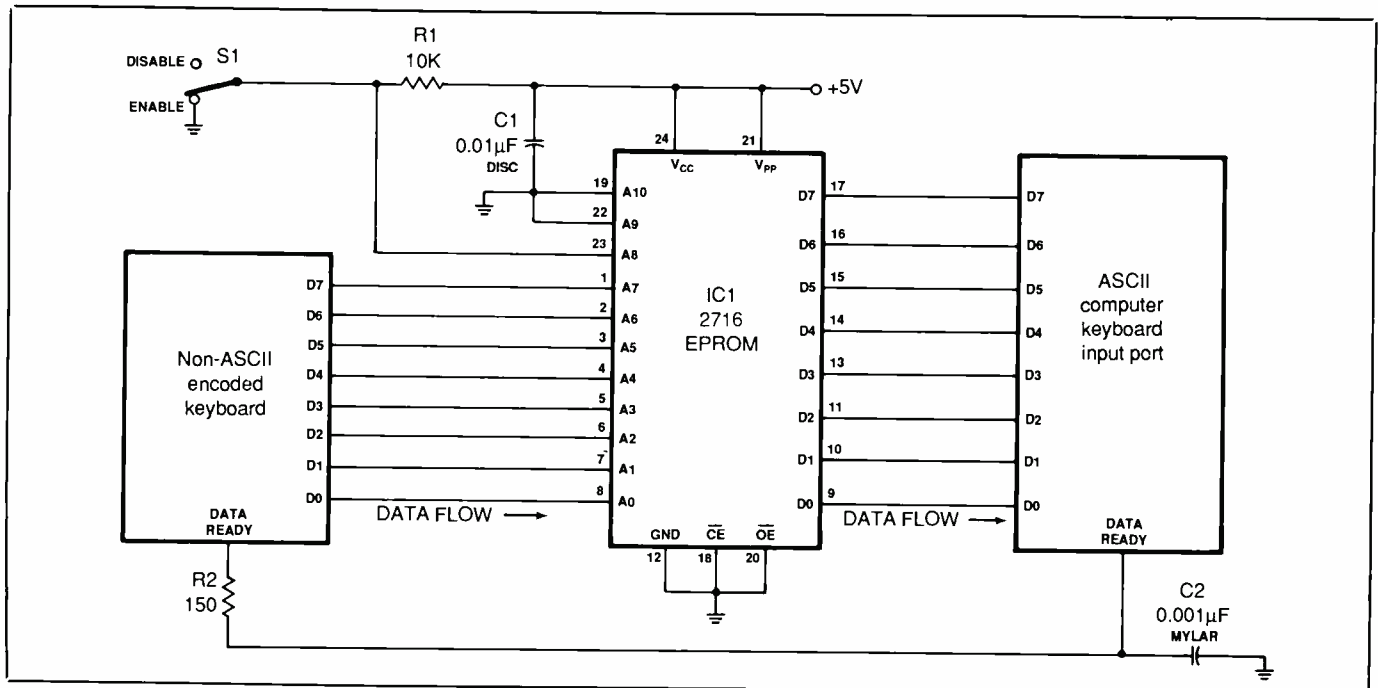 DISABLE
S1
ENABLE
R1
10K
+5V
C1
0.01µF
DISC
24
21
VCC
VPP
19
A10
22
A9
23
A8
1
A7
2
A6
3
A5
4
A4
5
A3
6
A2
7
A1
8
A0
IC1
2716
EPROM
D7
17
D6
16
D5
15
D4
14
D3
13
D2
11
D1
10
D0
9
GND
CE
OE
12
18
20
Non-ASCII
encoded
keyboard
D7
D6
D5
D4
D3
D2
D1
D0
DATA
READY
DATA FLOW →
DATA FLOW →
D7
D6
D5
D4
D3
D2
D1
D0
ASCII
computer
keyboard
input port
DATA
READY
R2
150
C2
0.001µF
MYLAR